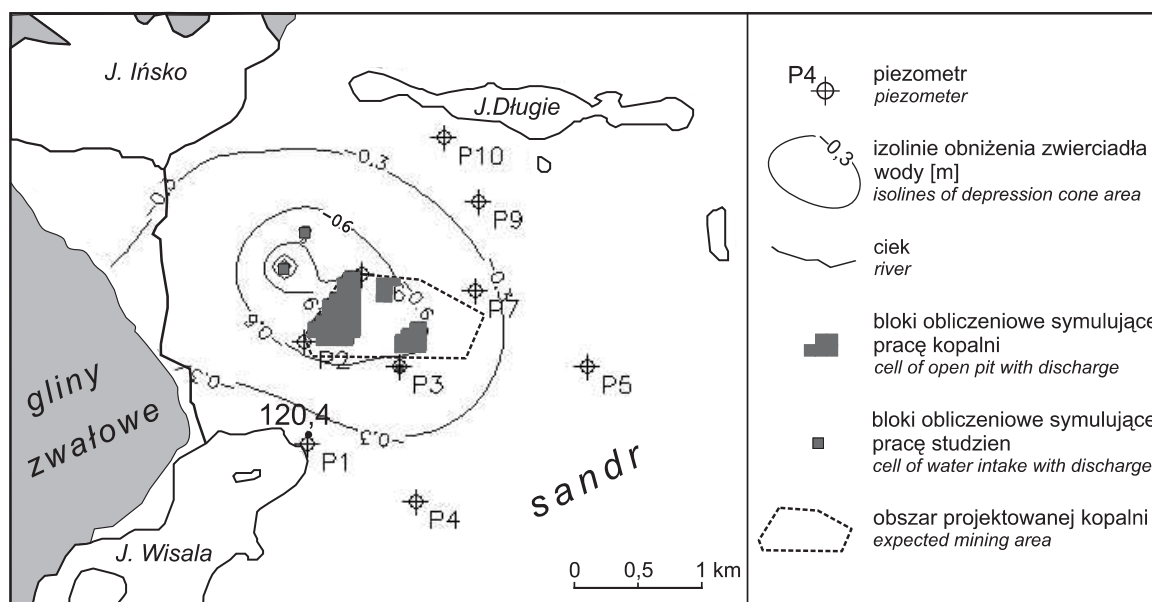 J. Ińsko
J.Długie
P10
-0.3
-0.3
P9
-06
P7
-0.6
-0.6
P2
P3
P5
-0.3
-0.3
120,4
P1
P4
gliny
zwałowe
sandr
J. Wisala
0 0,5 1 km
P4
piezometr
piezometer
-0,3
izolinie obniżenia zwierciadła
wody [m]
isolines of depression cone area
ciek
river
bloki obliczeniowe symulujące
pracę kopalni
cell of open pit with discharge
bloki obliczeniowe symulujące
pracę studzien
cell of water intake with discharge
obszar projektowanej kopalni
expected mining area